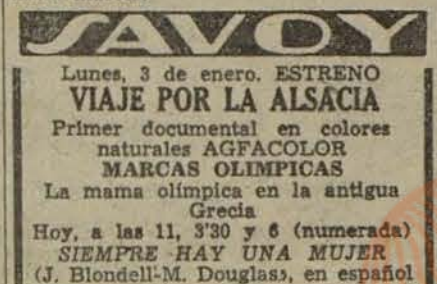 SAVOY
Lunes, 3 de enero. ESTRENO
VIAJE POR LA ALSACIA
Primer documental en colores
naturales AGFACOLOR
MARCAS OLIMPICAS
La mama olímpica en la antigua
Grecia
Hoy, a las 11, 3'30 y 6 (numerada)
SIEMPRE HAY UNA MUJER
(J. Blondell-M. Douglas), en español